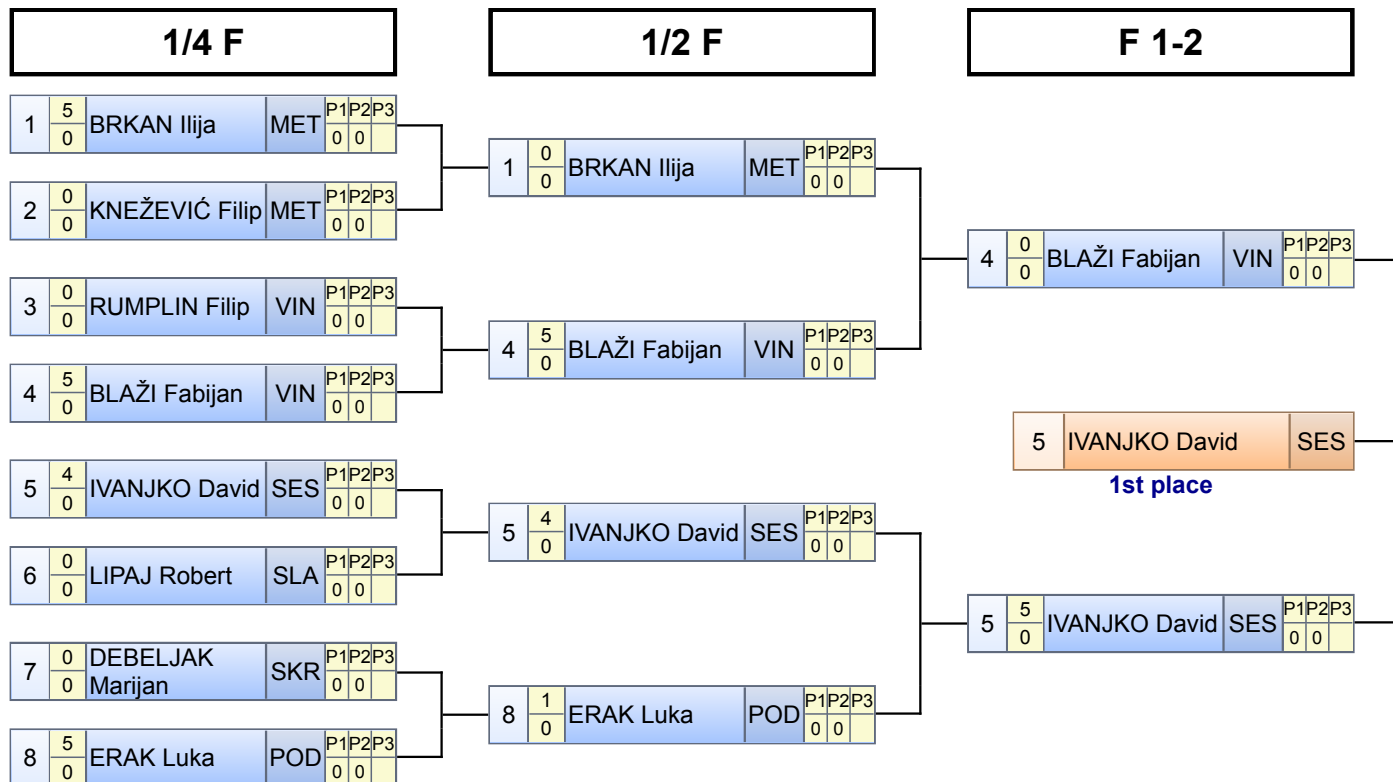 1/4 F
1/2 F
F 1-2
1 5 BRKAN Ilija MET P1 P2 P3
0 0 0
2 0 KNEŽEVIĆ Filip MET P1 P2 P3
0 0 0
3 0 RUMPLIN Filip VIN P1 P2 P3
0 0 0
4 5 BLAŽI Fabijan VIN P1 P2 P3
0 0 0
5 4 IVANJKO David SES P1 P2 P3
0 0 0
6 0 LIPAJ Robert SLA P1 P2 P3
0 0 0
7 0 DEBELJAK SKR P1 P2 P3
0 Marijan 0 0
8 5 ERAK Luka POD P1 P2 P3
0 0 0
1 0 BRKAN Ilija MET P1 P2 P3
0 0 0
4 5 BLAŽI Fabijan VIN P1 P2 P3
0 0 0
5 4 IVANJKO David SES P1 P2 P3
0 0 0
8 1 ERAK Luka POD P1 P2 P3
0 0 0
4 0 BLAŽI Fabijan VIN P1 P2 P3
0 0 0
5 IVANJKO David SES
1st place
5 5 IVANJKO David SES P1 P2 P3
0 0 0